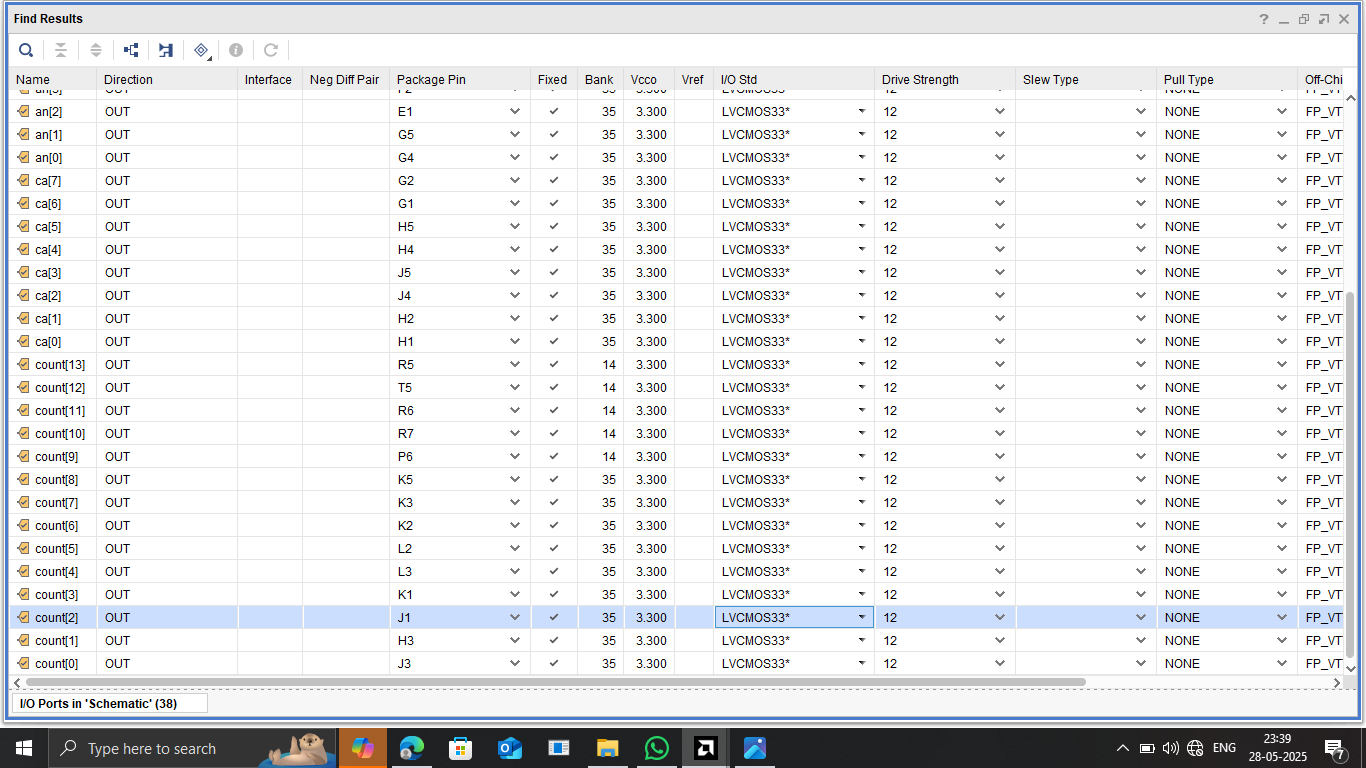 Find Results
Name Direction Interface Neg Diff Pair Package Pin Fixed Bank Vcco Vref I/O Std Drive Strength Slew Type Pull Type Off-Chi
an[2] OUT E1 35 3.300 LVCMOS33* 12 NONE FP_VT
an[1] OUT G5 35 3.300 LVCMOS33* 12 NONE FP_VT
an[0] OUT G4 35 3.300 LVCMOS33* 12 NONE FP_VT
ca[7] OUT G2 35 3.300 LVCMOS33* 12 NONE FP_VT
ca[6] OUT G1 35 3.300 LVCMOS33* 12 NONE FP_VT
ca[5] OUT H5 35 3.300 LVCMOS33* 12 NONE FP_VT
ca[4] OUT H4 35 3.300 LVCMOS33* 12 NONE FP_VT
ca[3] OUT J5 35 3.300 LVCMOS33* 12 NONE FP_VT
ca[2] OUT J4 35 3.300 LVCMOS33* 12 NONE FP_VT
ca[1] OUT H2 35 3.300 LVCMOS33* 12 NONE FP_VT
ca[0] OUT H1 35 3.300 LVCMOS33* 12 NONE FP_VT
count[13] OUT R5 14 3.300 LVCMOS33* 12 NONE FP_VT
count[12] OUT T5 14 3.300 LVCMOS33* 12 NONE FP_VT
count[11] OUT R6 14 3.300 LVCMOS33* 12 NONE FP_VT
count[10] OUT R7 14 3.300 LVCMOS33* 12 NONE FP_VT
count[9] OUT P6 14 3.300 LVCMOS33* 12 NONE FP_VT
count[8] OUT K5 35 3.300 LVCMOS33* 12 NONE FP_VT
count[7] OUT K3 35 3.300 LVCMOS33* 12 NONE FP_VT
count[6] OUT K2 35 3.300 LVCMOS33* 12 NONE FP_VT
count[5] OUT L2 35 3.300 LVCMOS33* 12 NONE FP_VT
count[4] OUT L3 35 3.300 LVCMOS33* 12 NONE FP_VT
count[3] OUT K1 35 3.300 LVCMOS33* 12 NONE FP_VT
count[2] OUT J1 35 3.300 LVCMOS33* 12 NONE FP_VT
count[1] OUT H3 35 3.300 LVCMOS33* 12 NONE FP_VT
count[0] OUT J3 35 3.300 LVCMOS33* 12 NONE FP_VT
I/O Ports in 'Schematic' (38)
Type here to search
ENG
23:39
28-05-2025
7